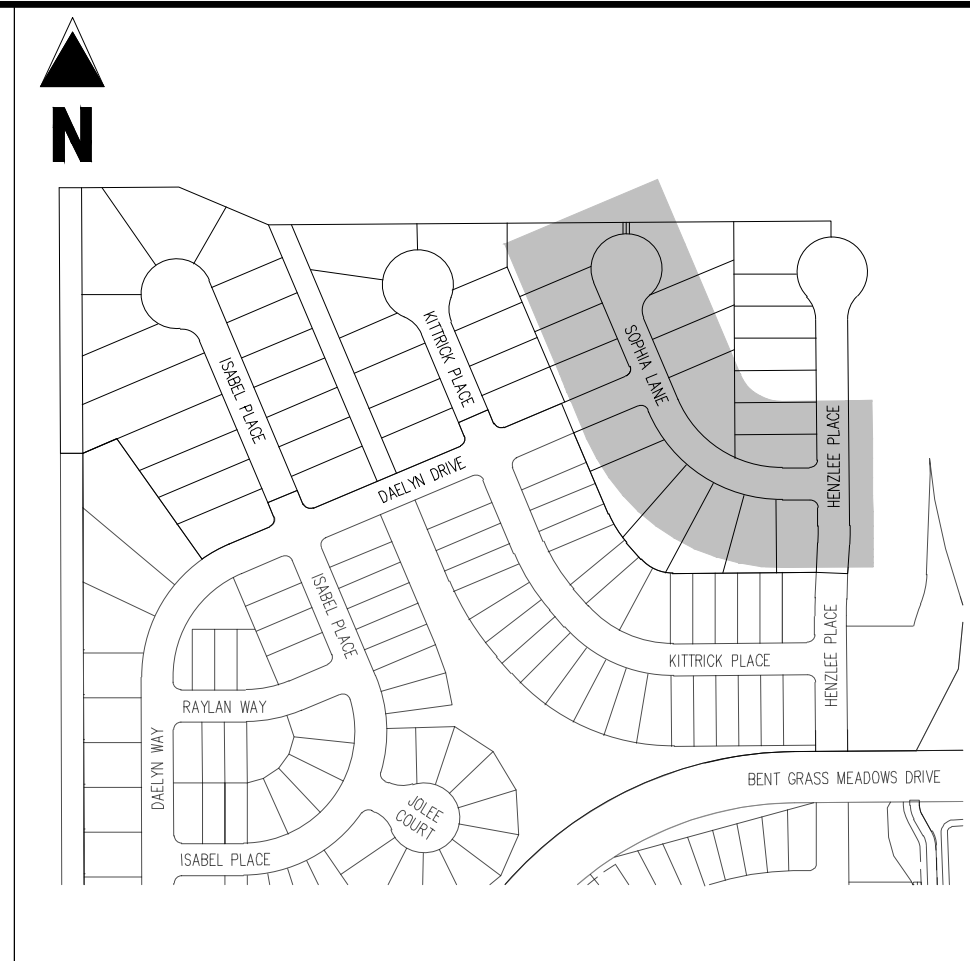 N
ISABEL PLACE
KITTRICK PLACE
SOPHIA LANE
HENZLEE PLACE
DAELYN DRIVE
ISABEL PLACE
KITTRICK PLACE
HENZLEE PLACE
RAYLAN WAY
DAELYN WAY
BENT GRASS MEADOWS DRIVE
JOLEE
COURT
ISABEL PLACE